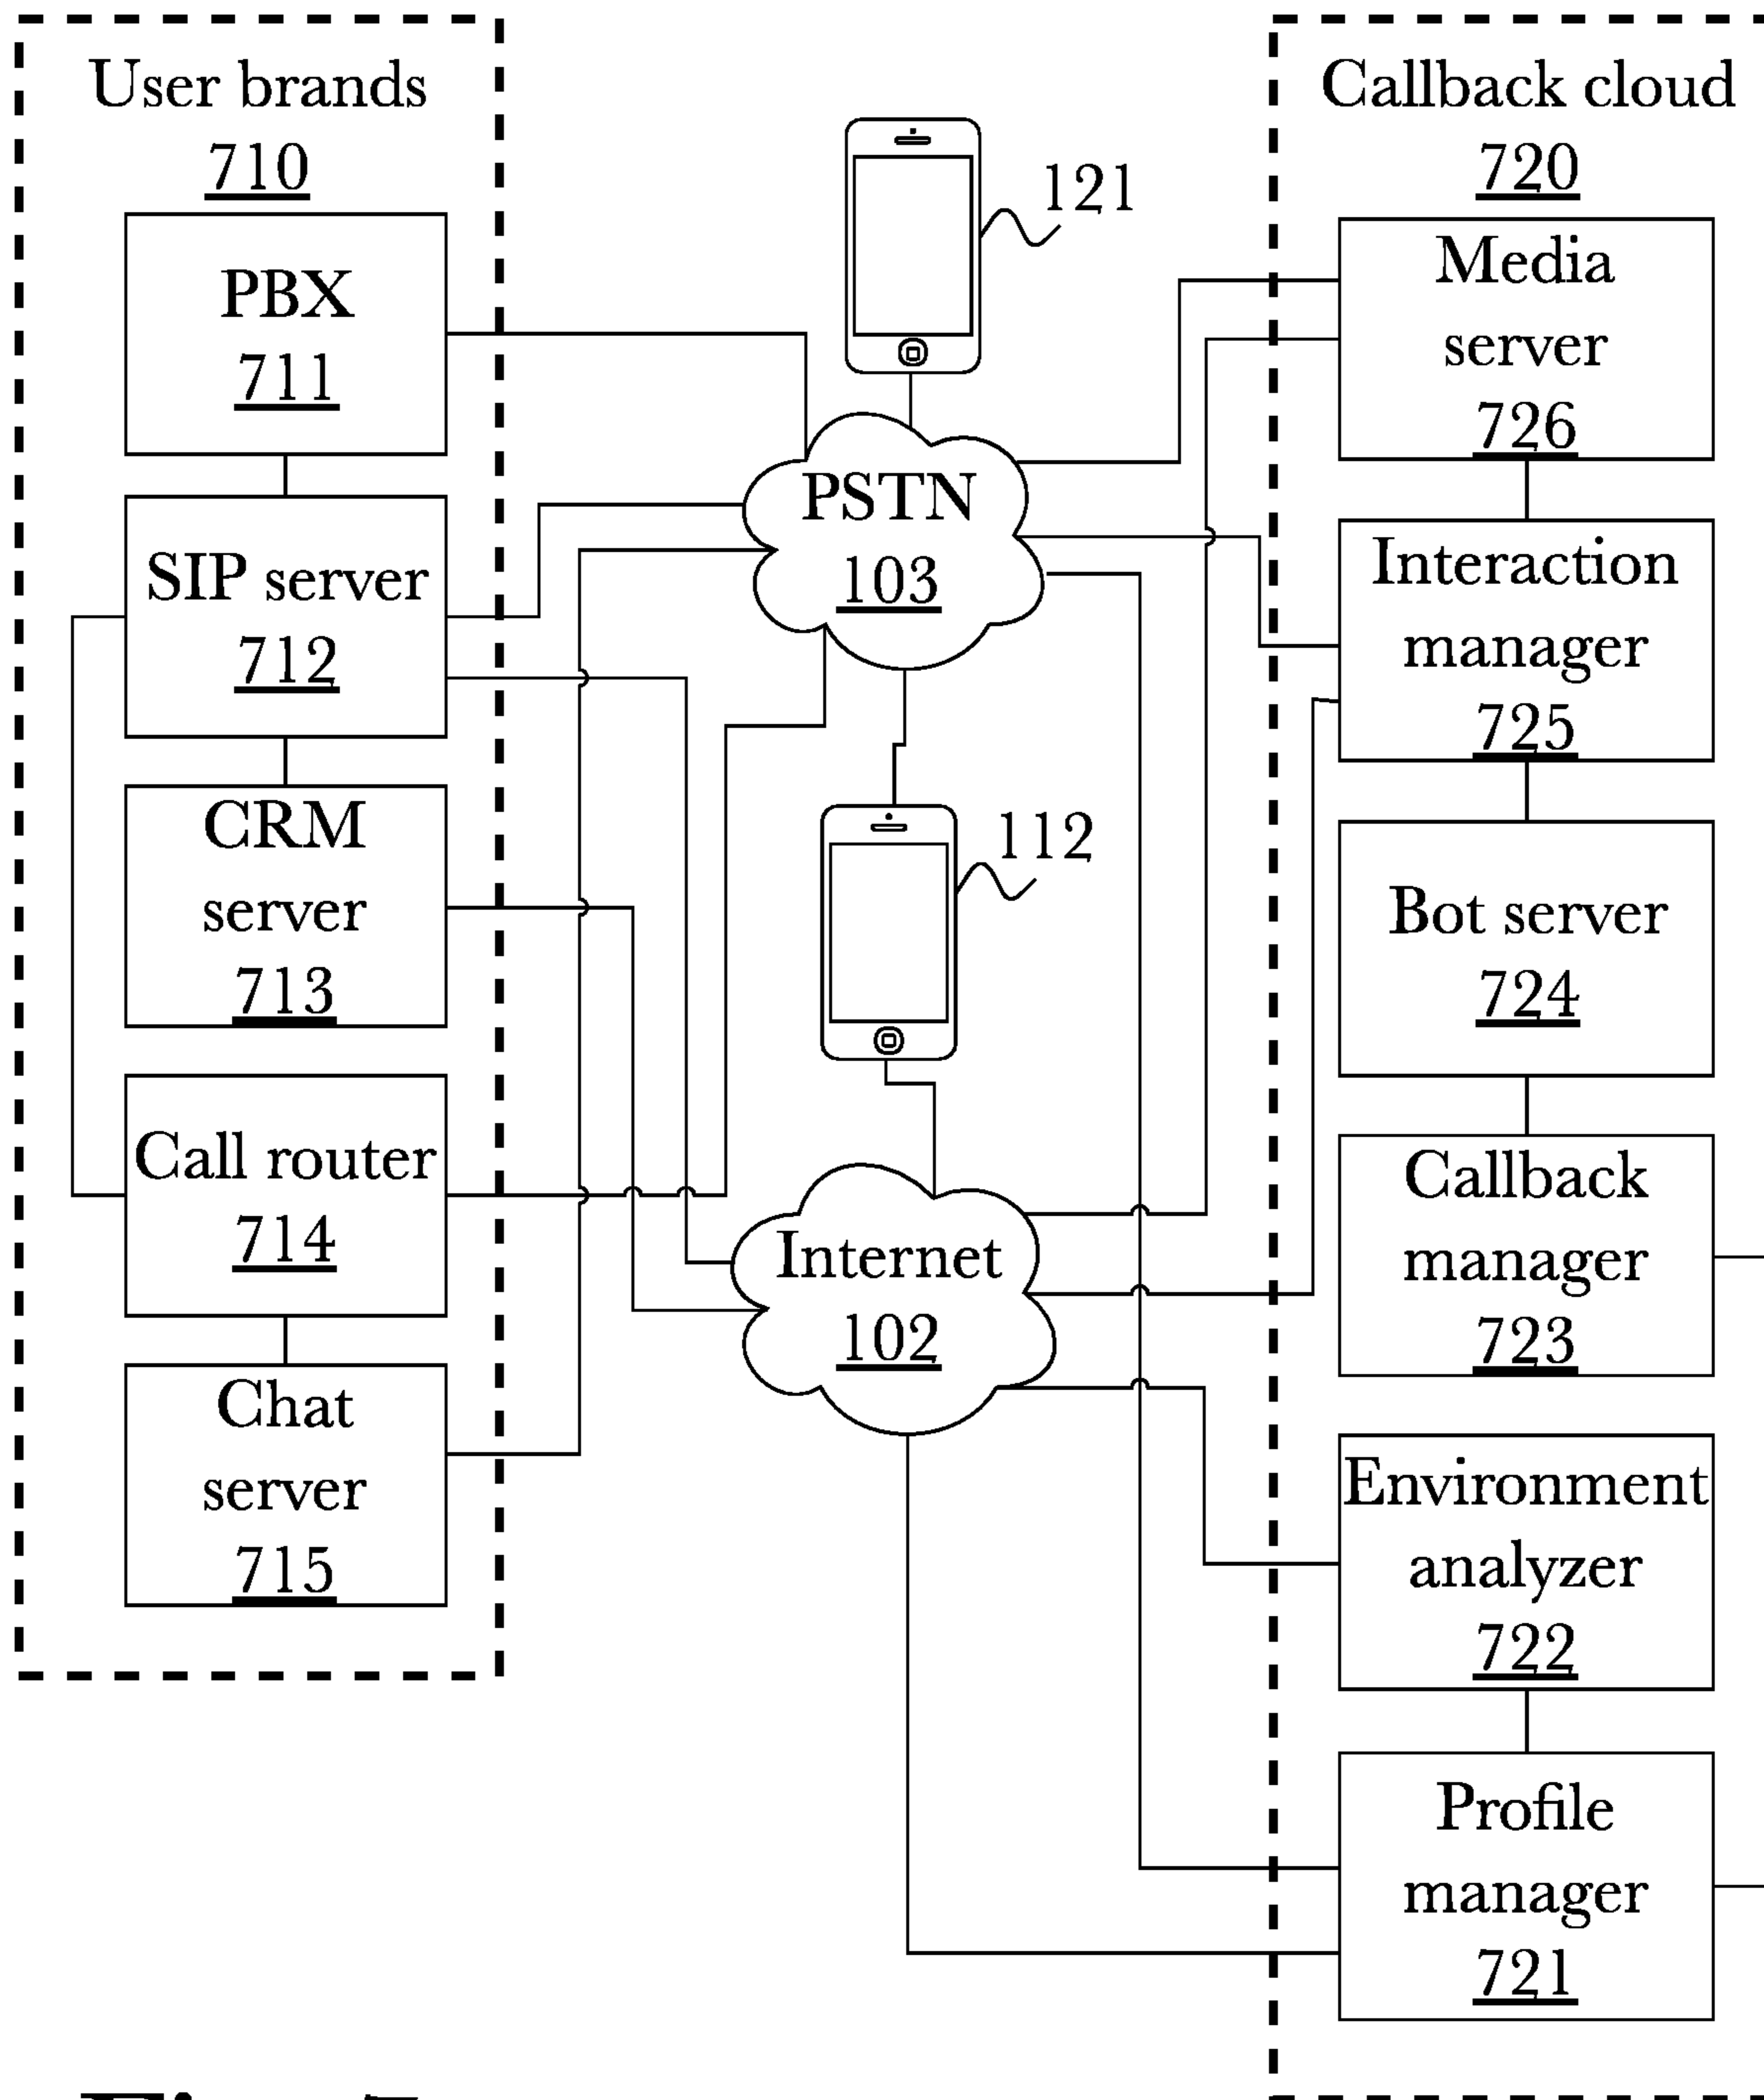 User brands
710
PBX
711
SIP server
712
CRM
server
713
Call router
714
Chat
server
715
121
PSTN
103
112
Internet
102
Callback cloud
720
Media
server
726
Interaction
manager
725
Bot server
724
Callback
manager
723
Environment
analyzer
722
Profile
manager
721